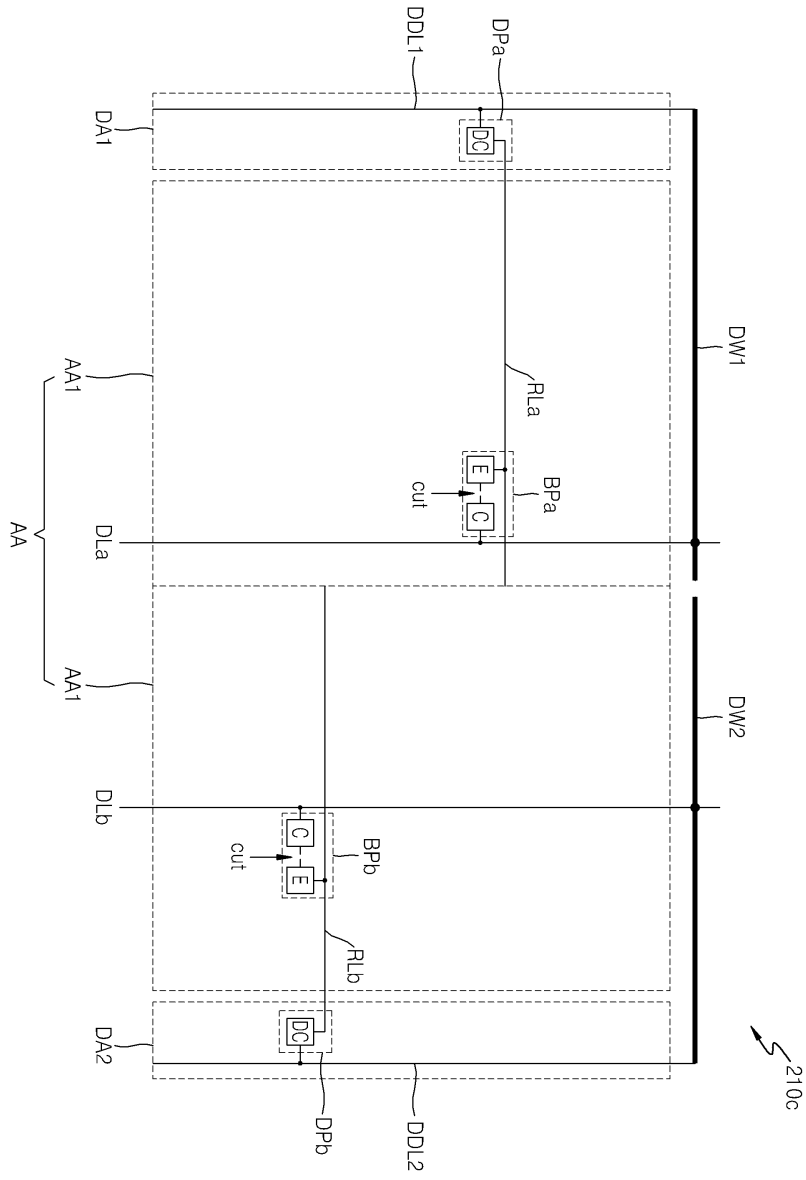 210c
DW1 DW2
BPa
RLa
DPa
DC E C
cut
DDL1 DDL2
BPb
RLb
DPb
C E DC
cut
DA1 AA1 DLa AA1 DLb DA2
AA